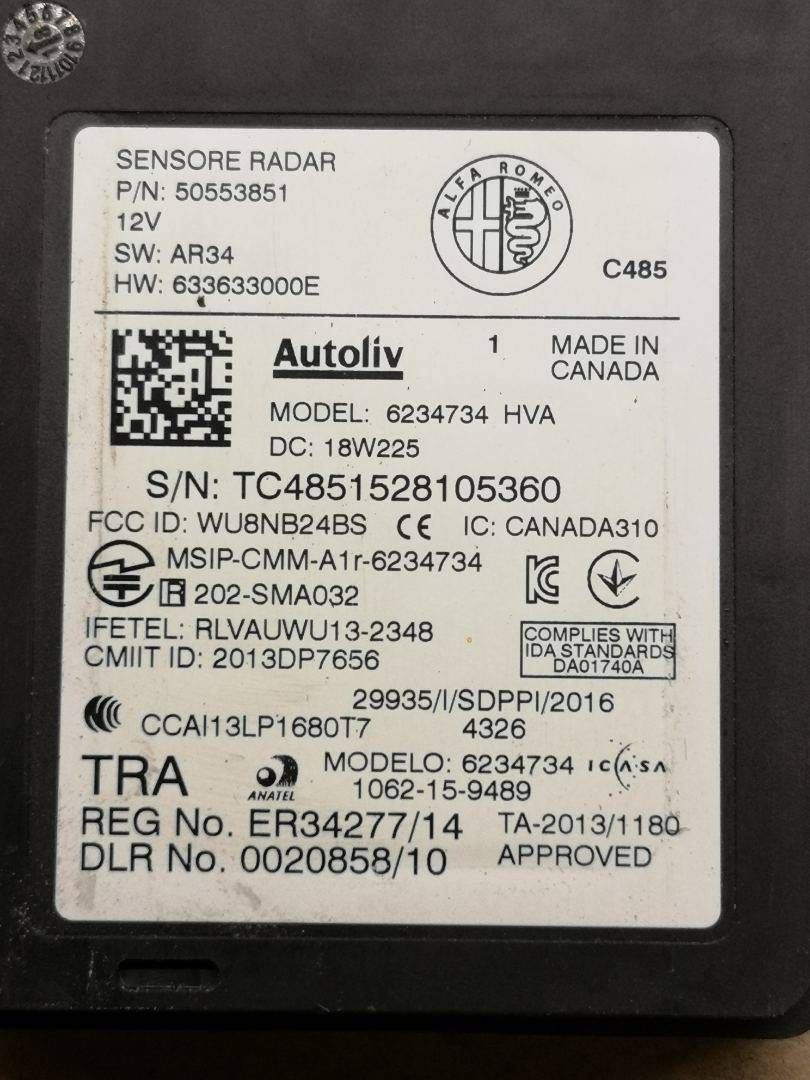 SENSORE RADAR
P/N: 50553851
12V
SW: AR34
HW: 633633000E
ALFA ROMEO
C485
Autoliv
1
MADE IN
CANADA
MODEL: 6234734 HVA
DC: 18W225
S/N: TC4851528105360
FCC ID: WU8NB24BS CE IC: CANADA310
MSIP-CMM-A1r-6234734
R 202-SMA032
IFETEL: RLVAUWU13-2348
CMIIT ID: 2013DP7656
COMPLIES WITH
IDA STANDARDS
DA01740A
29935/I/SDPPI/2016
CCAI13LP1680T7 4326
TRA
ANATEL
MODELO: 6234734
1062-15-9489
ICASA
REG No. ER34277/14
DLR No. 0020858/10
TA-2013/1180
APPROVED